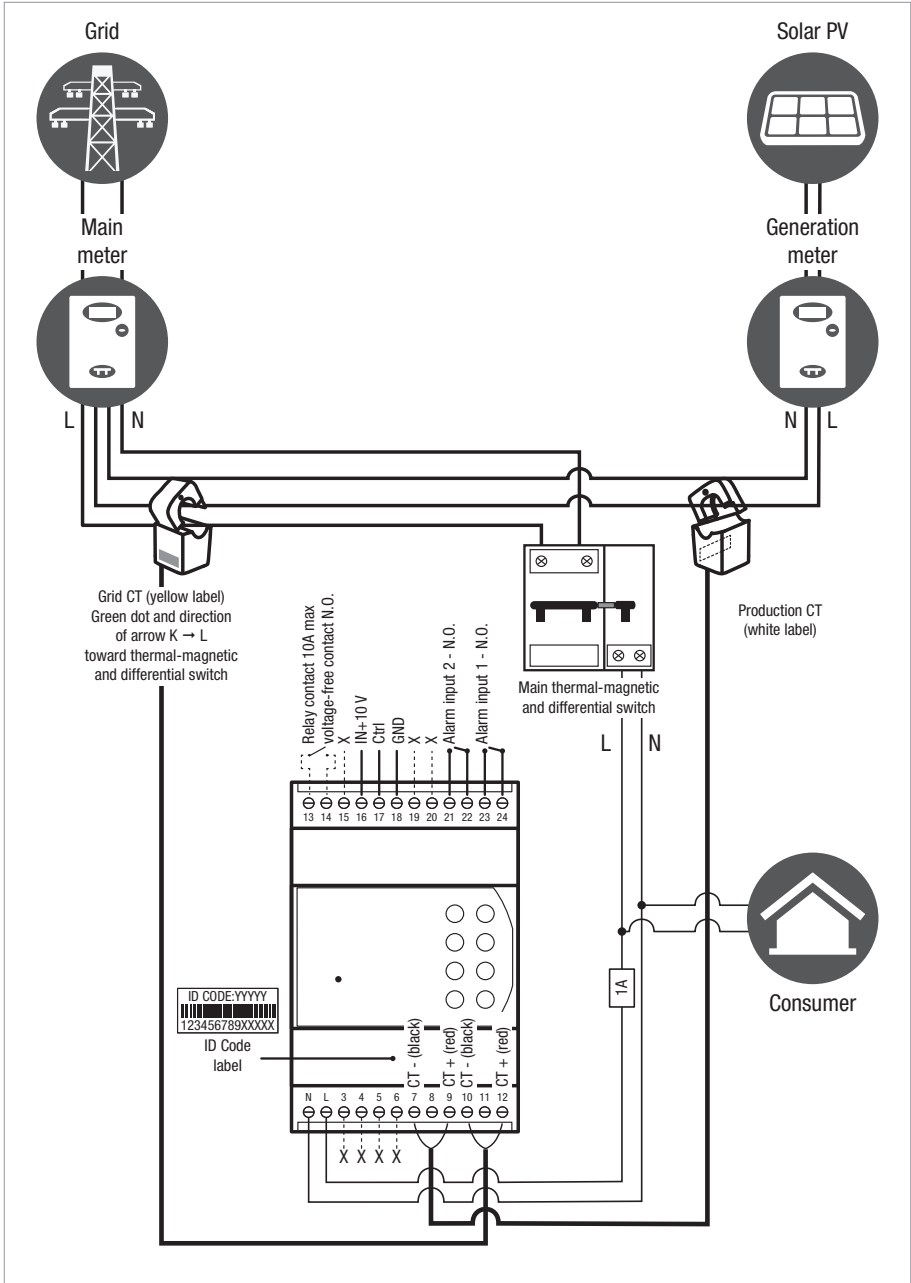 Grid
Solar PV
Main
meter
Generation
meter
L
N
N
L
Grid CT (yellow label)
Green dot and direction
of arrow K → L
toward thermal-magnetic
and differential switch
Production CT
(white label)
Main thermal-magnetic
and differential switch
L
N
Relay contact 10A max
voltage-free contact N.O.
X
IN+10 V
Ctrl
GND
X
X
Alarm input 2 - N.O.
Alarm input 1 - N.O.
13 14 15 16 17 18 19 20 21 22 23 24
1A
Consumer
ID CODE:YYYYY
123456789XXXXX
ID Code
label
CT - (black)
CT + (red)
CT - (black)
CT + (red)
N L 3 4 5 6 7 8 9 10 11 12
X X X X